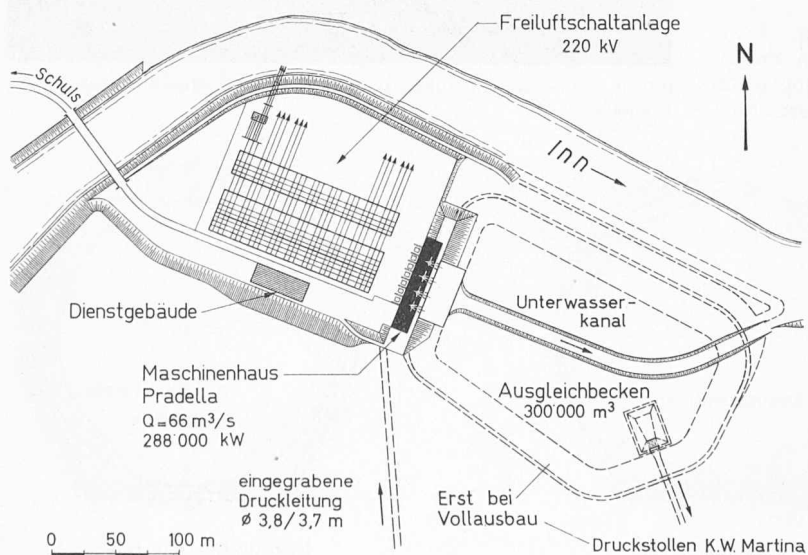 Freiluftschaltanlage
220 kV
N
Schuls
Inn
Dienstgebäude
Unterwasser-
kanal
Maschinenhaus
Pradella
Q=66 m³/s
288'000 kW
Ausgleichbecken
300'000 m³
eingegrabene
Druckleitung
ø 3,8/3,7 m
Erst bei
Vollausbau
Druckstollen K.W. Martina
0 50 100 m